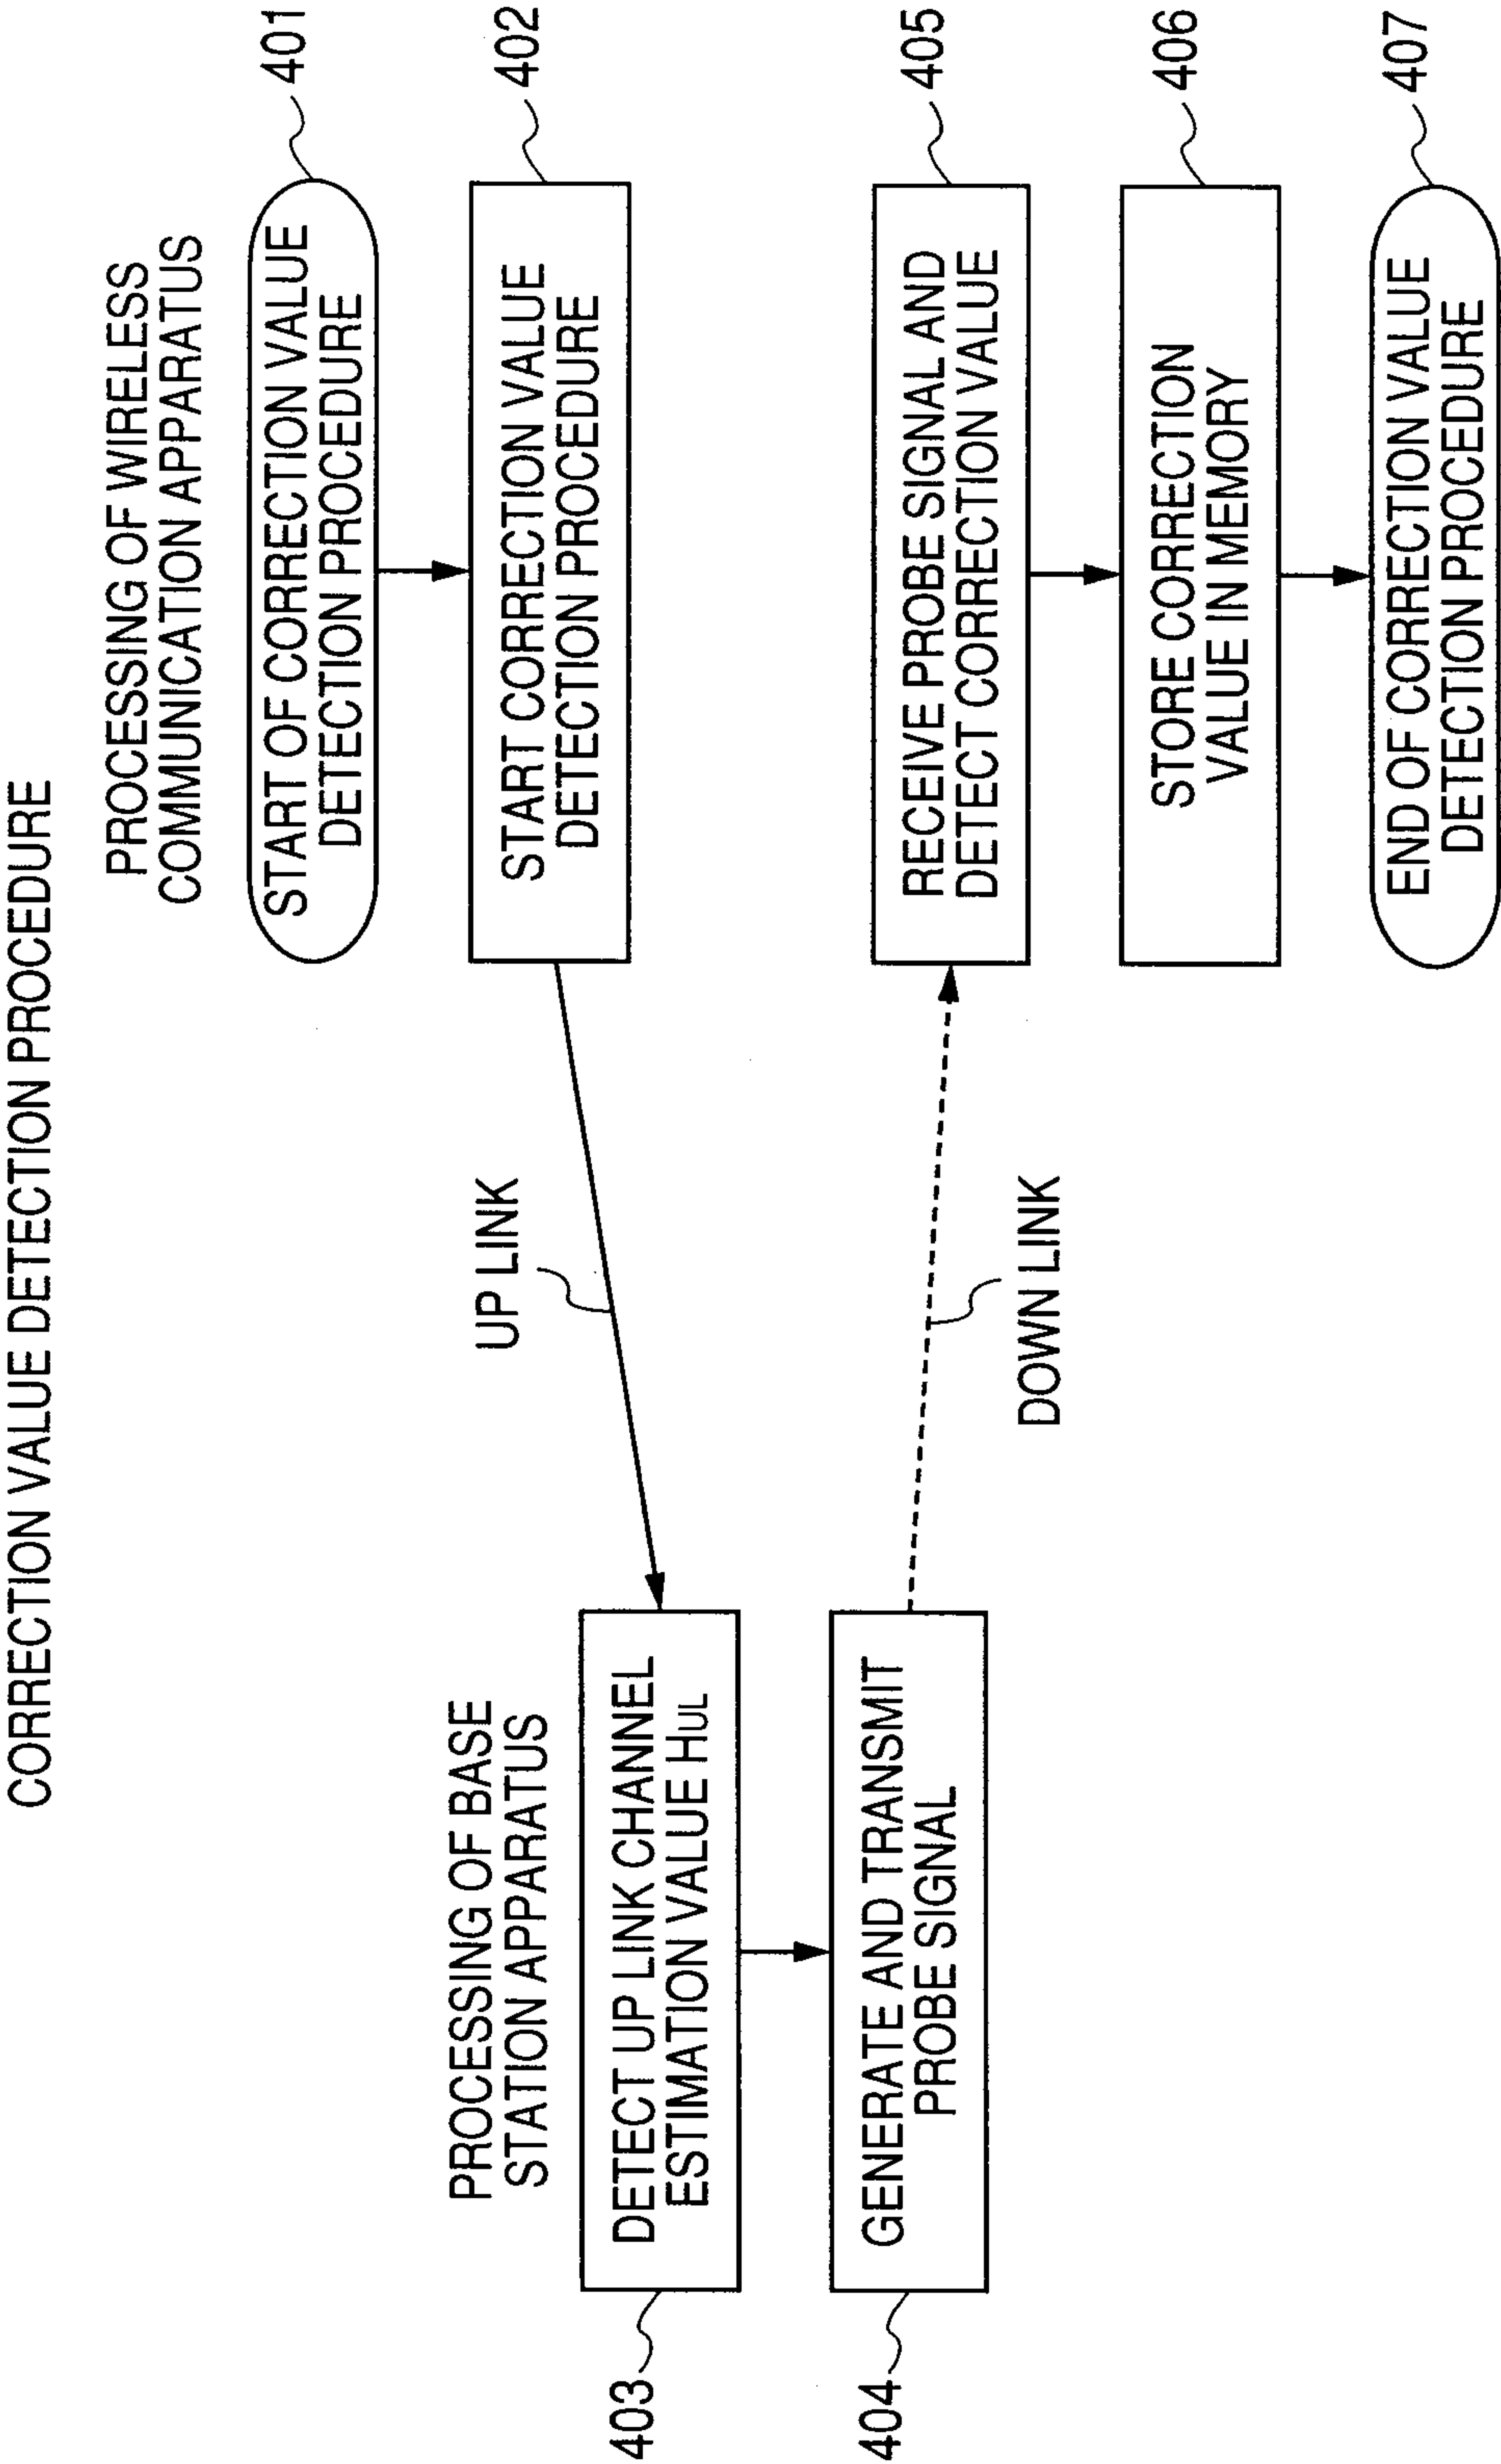 CORRECTION VALUE DETECTION PROCEDURE
PROCESSING OF WIRELESS
COMMUNICATION APPARATUS
START OF CORRECTION VALUE
DETECTION PROCEDURE
401
START CORRECTION VALUE
DETECTION PROCEDURE
402
UP LINK
PROCESSING OF BASE
STATION APPARATUS
403
DETECT UP LINK CHANNEL
ESTIMATION VALUE HUL
404
GENERATE AND TRANSMIT
PROBE SIGNAL
DOWN LINK
RECEIVE PROBE SIGNAL AND
DETECT CORRECTION VALUE
405
STORE CORRECTION
VALUE IN MEMORY
406
END OF CORRECTION VALUE
DETECTION PROCEDURE
407